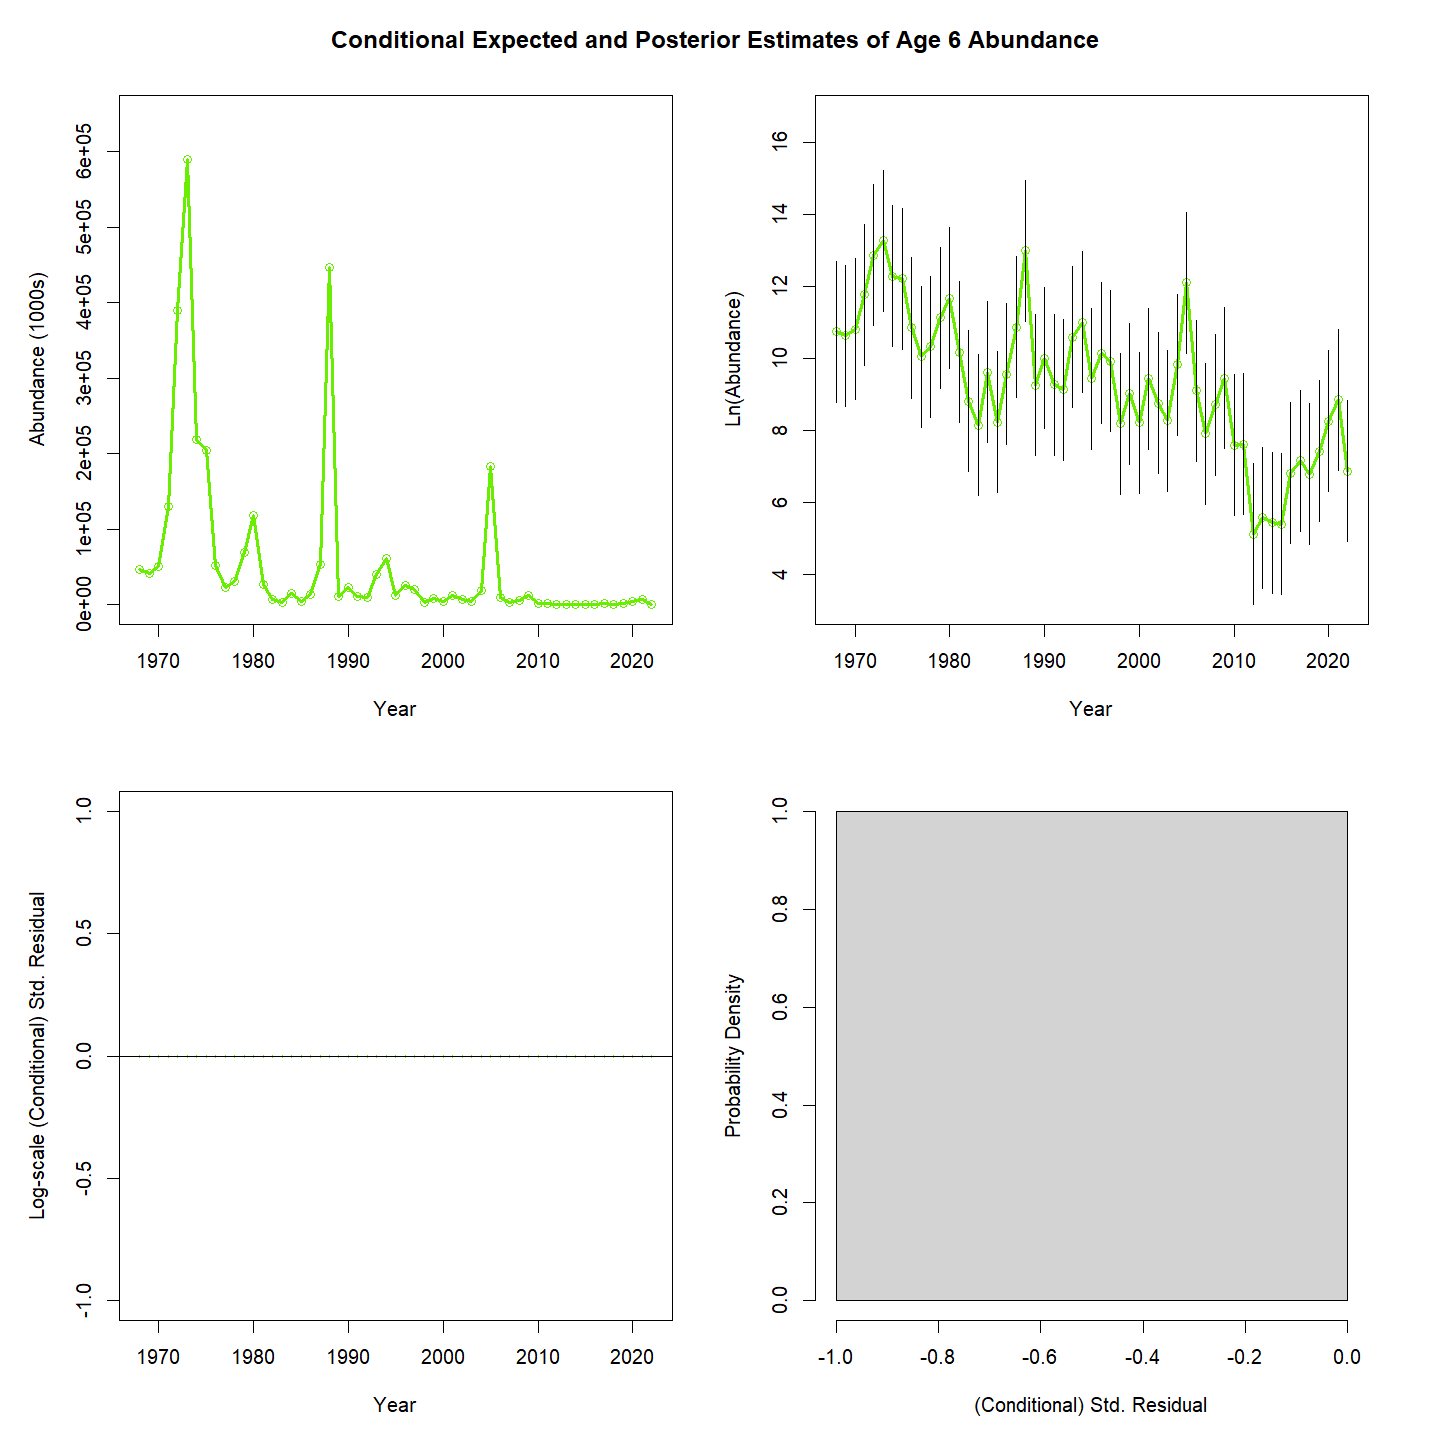 Conditional Expected and Posterior Estimates of Age 6 Abundance
Abundance (1000s)
6e+05
5e+05
4e+05
3e+05
2e+05
1e+05
0e+00
1970 1980 1990 2000 2010 2020
Year
Ln(Abundance)
16
14
12
10
8
6
4
1970 1980 1990 2000 2010 2020
Year
Log-scale (Conditional) Std. Residual
1.0
0.5
0.0
-0.5
-1.0
1970 1980 1990 2000 2010 2020
Year
Probability Density
1.0
0.8
0.6
0.4
0.2
0.0
-1.0 -0.8 -0.6 -0.4 -0.2 0.0
(Conditional) Std. Residual